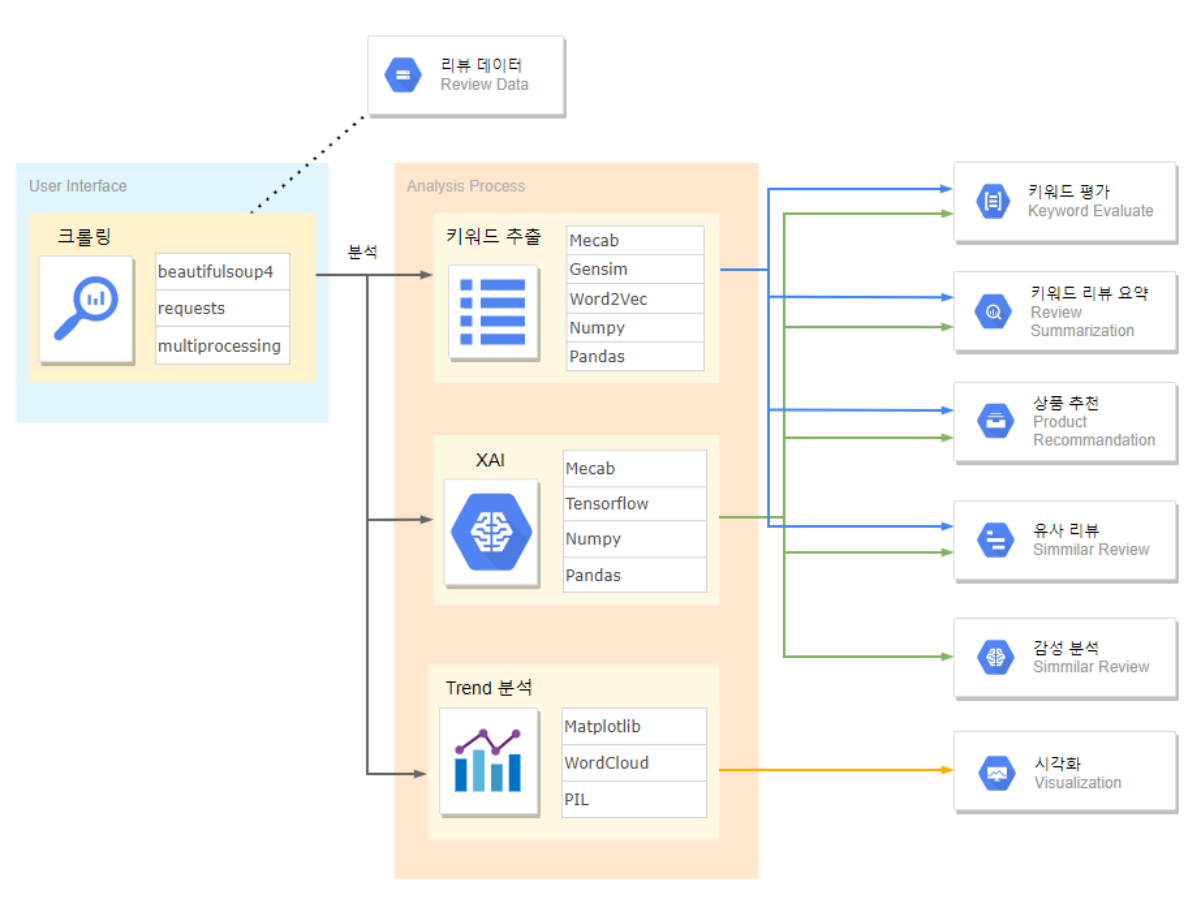 리뷰 데이터
Review Data
User Interface
크롤링
beautifulsoup4
requests
multiprocessing
분석
Analysis Process
키워드 추출
Mecab
Gensim
Word2Vec
Numpy
Pandas
XAI
Mecab
Tensorflow
Numpy
Pandas
Trend 분석
Matplotlib
WordCloud
PIL
키워드 평가
Keyword Evaluate
키워드 리뷰 요약
Review
Summarization
상품 추천
Product
Recommandation
유사 리뷰
Simmilar Review
감성 분석
Simmilar Review
시각화
Visualization